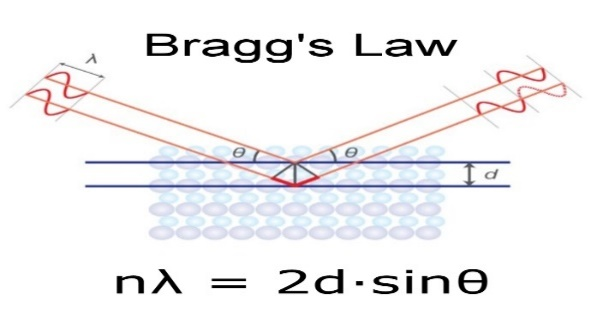 Bragg's Law
λ
θ θ
d
nλ = 2d·sinθ